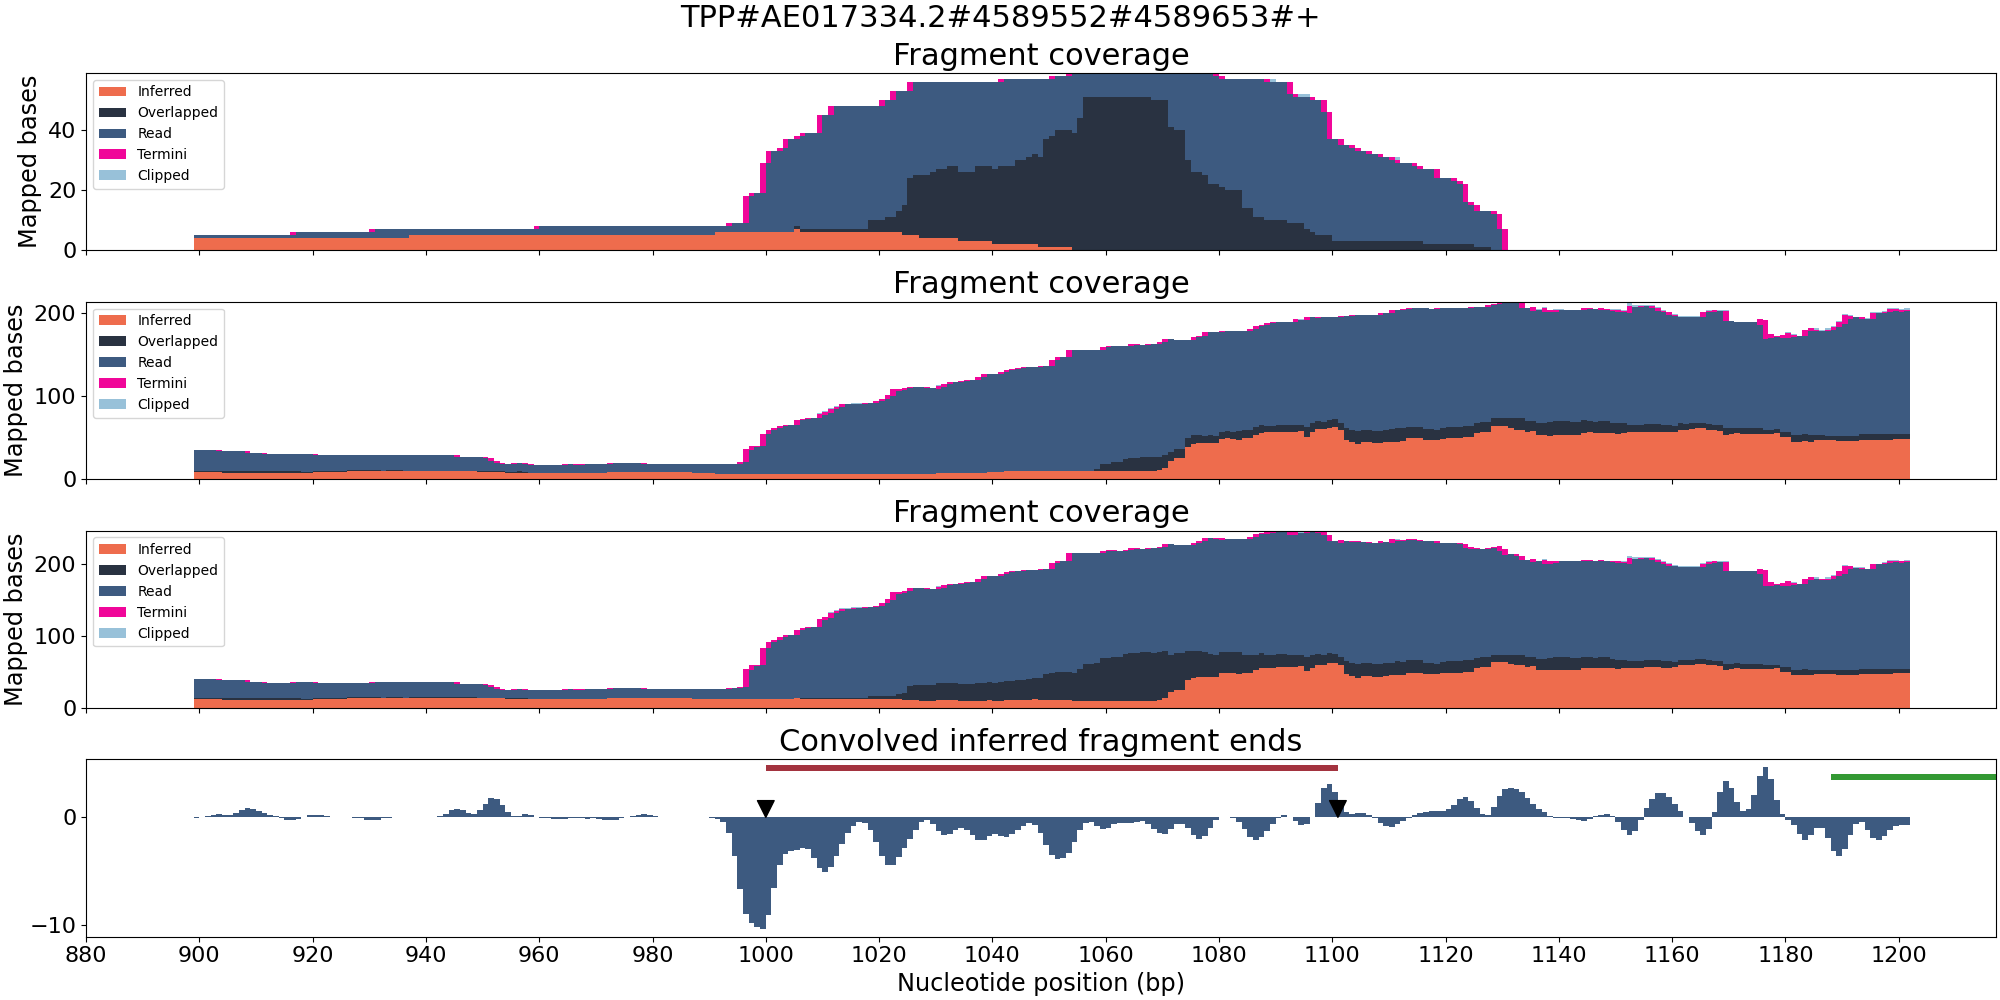 TPP#AE017334.2#4589552#4589653#+
Fragment coverage
Mapped bases
40
20
0
Inferred
Overlapped
Read
Termini
Clipped
Fragment coverage
Mapped bases
200
100
0
Inferred
Overlapped
Read
Termini
Clipped
Fragment coverage
Mapped bases
200
100
0
Inferred
Overlapped
Read
Termini
Clipped
Convolved inferred fragment ends
0
−10
880 900 920 940 960 980 1000 1020 1040 1060 1080 1100 1120 1140 1160 1180 1200
Nucleotide position (bp)